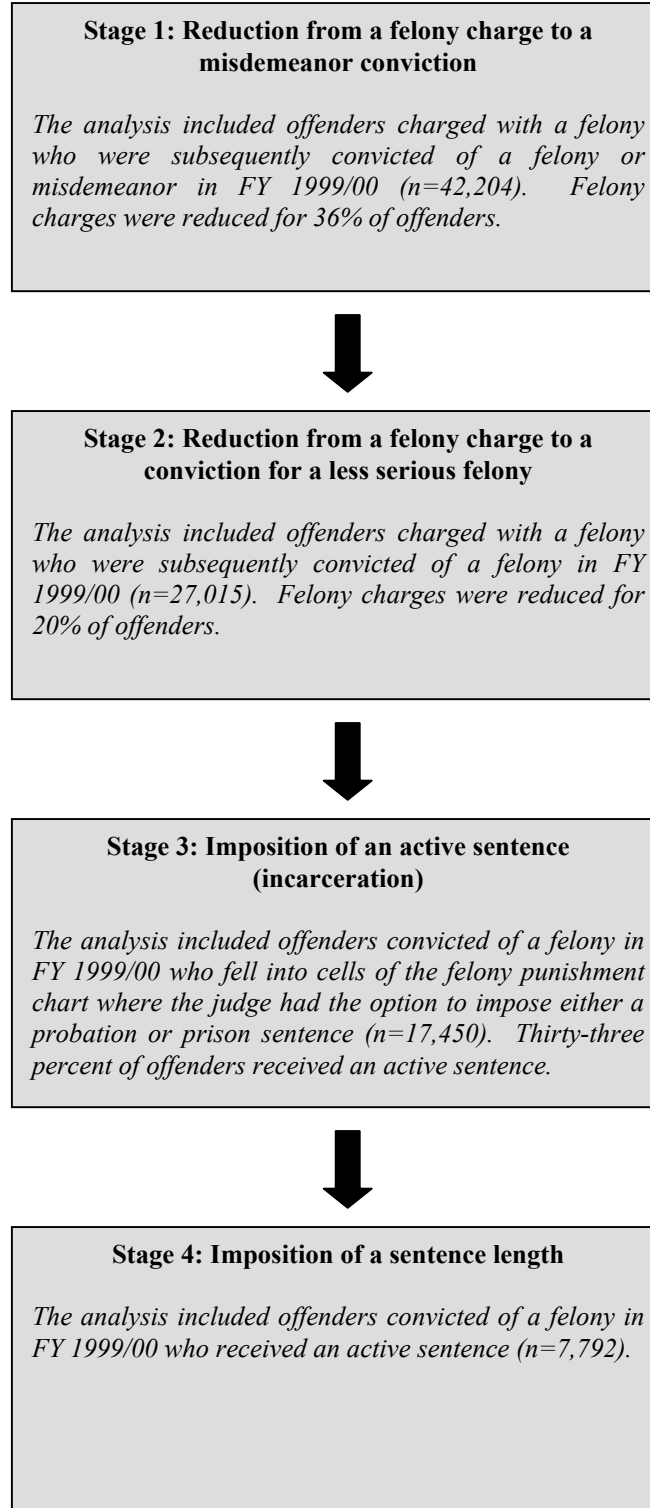 Stage 1: Reduction from a felony charge to a
misdemeanor conviction
The analysis included offenders charged with a felony
who were subsequently convicted of a felony or
misdemeanor in FY 1999/00 (n=42,204). Felony
charges were reduced for 36% of offenders.
Stage 2: Reduction from a felony charge to a
conviction for a less serious felony
The analysis included offenders charged with a felony
who were subsequently convicted of a felony in FY
1999/00 (n=27,015). Felony charges were reduced for
20% of offenders.
Stage 3: Imposition of an active sentence
(incarceration)
The analysis included offenders convicted of a felony in
FY 1999/00 who fell into cells of the felony punishment
chart where the judge had the option to impose either a
probation or prison sentence (n=17,450). Thirty-three
percent of offenders received an active sentence.
Stage 4: Imposition of a sentence length
The analysis included offenders convicted of a felony in
FY 1999/00 who received an active sentence (n=7,792).